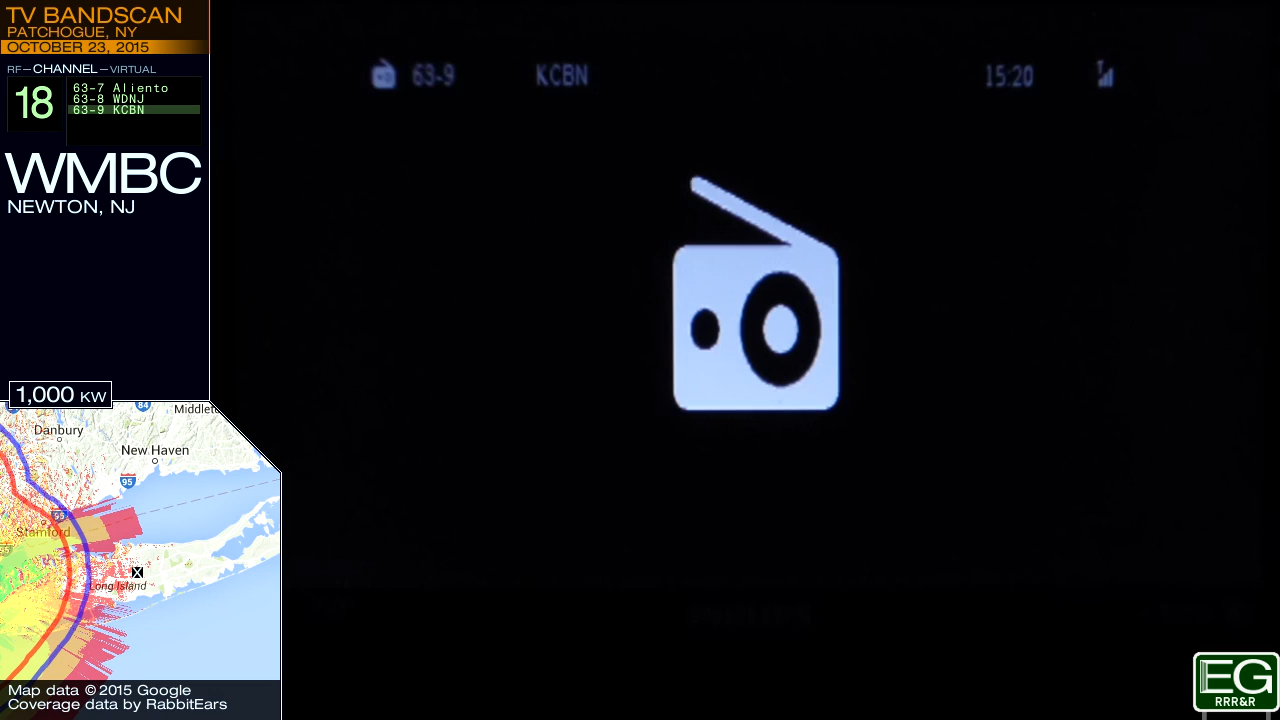 TV BANDSCAN
PATCHOGUE, NY
OCTOBER 23, 2015
RF—CHANNEL—VIRTUAL
18
63-7 Aliento
63-8 WDNJ
63-9 KCBN
WMBC
NEWTON, NJ
63-9 KCBN 15:20
1,000 KW
84
Danbury
New Haven
95
95
Stamford
Long Island
Map data ©2015 Google
Coverage data by RabbitEars
EG
RRR&R